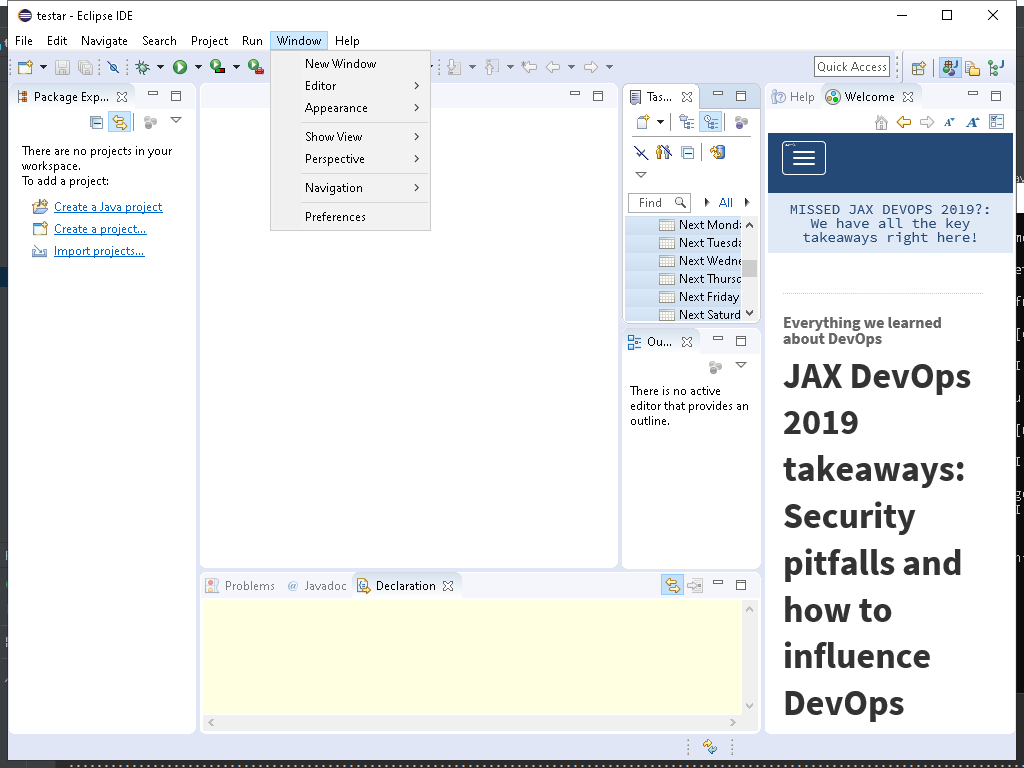 testar - Eclipse IDE
File Edit Navigate Search Project Run Window Help
Quick Access
New Window
Editor
Appearance
Show View
Perspective
Navigation
Preferences
Package Exp...
There are no projects in your
workspace.
To add a project:
Create a Java project
Create a project...
Import projects...
Tas...
Find
All
Next Monda
Next Tuesda
Next Wedne
Next Thursd
Next Friday
Next Saturd
Ou...
There is no active
editor that provides an
outline.
Problems @ Javadoc Declaration
Help Welcome
MISSED JAX DEVOPS 2019?:
We have all the key
takeaways right here!
Everything we learned
about DevOps
JAX DevOps
2019
takeaways:
Security
pitfalls and
how to
influence
DevOps